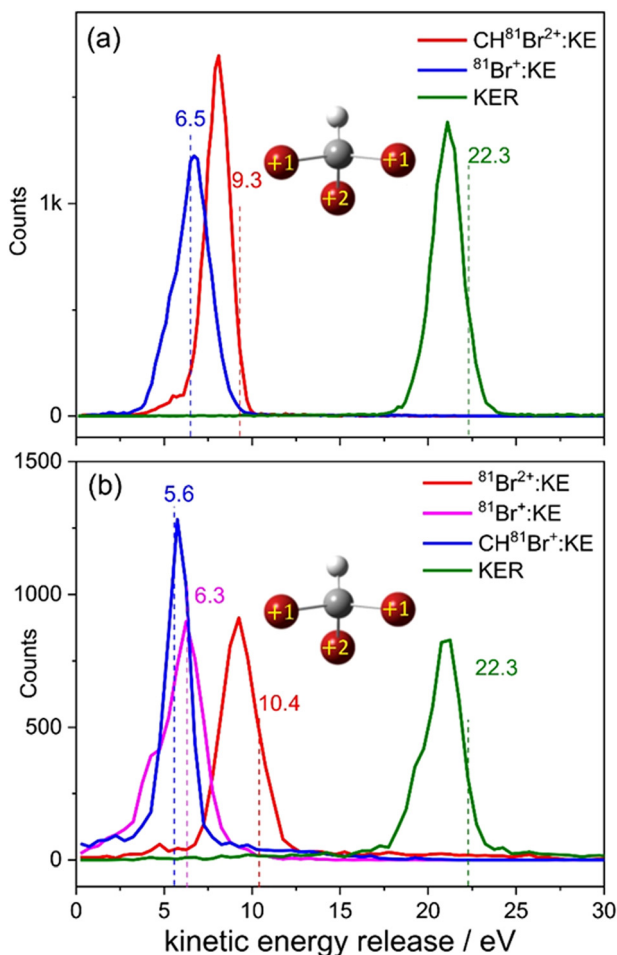 (a)
CH⁸¹Br²⁺:KE
⁸¹Br⁺:KE
KER
6.5
9.3
22.3
+1
+1
+2
1k
0
Counts
1500
(b)
⁸¹Br²⁺:KE
⁸¹Br⁺:KE
CH⁸¹Br⁺:KE
KER
5.6
6.3
10.4
22.3
+1
+1
+2
1000
500
0
Counts
0 5 10 15 20 25 30
kinetic energy release / eV